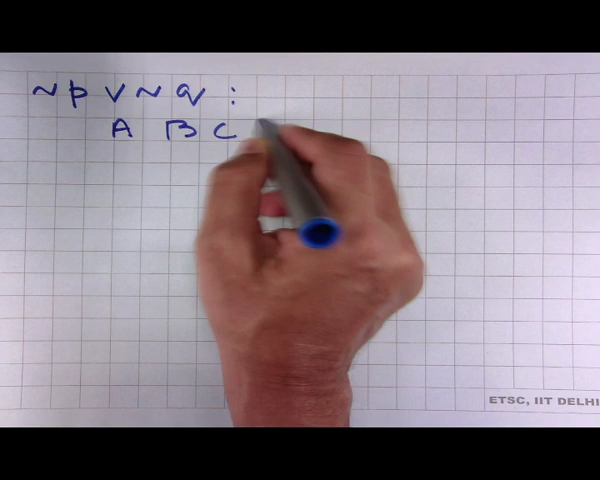 ~p ∨ ~q :
A B C
ETSC, IIT DELHI